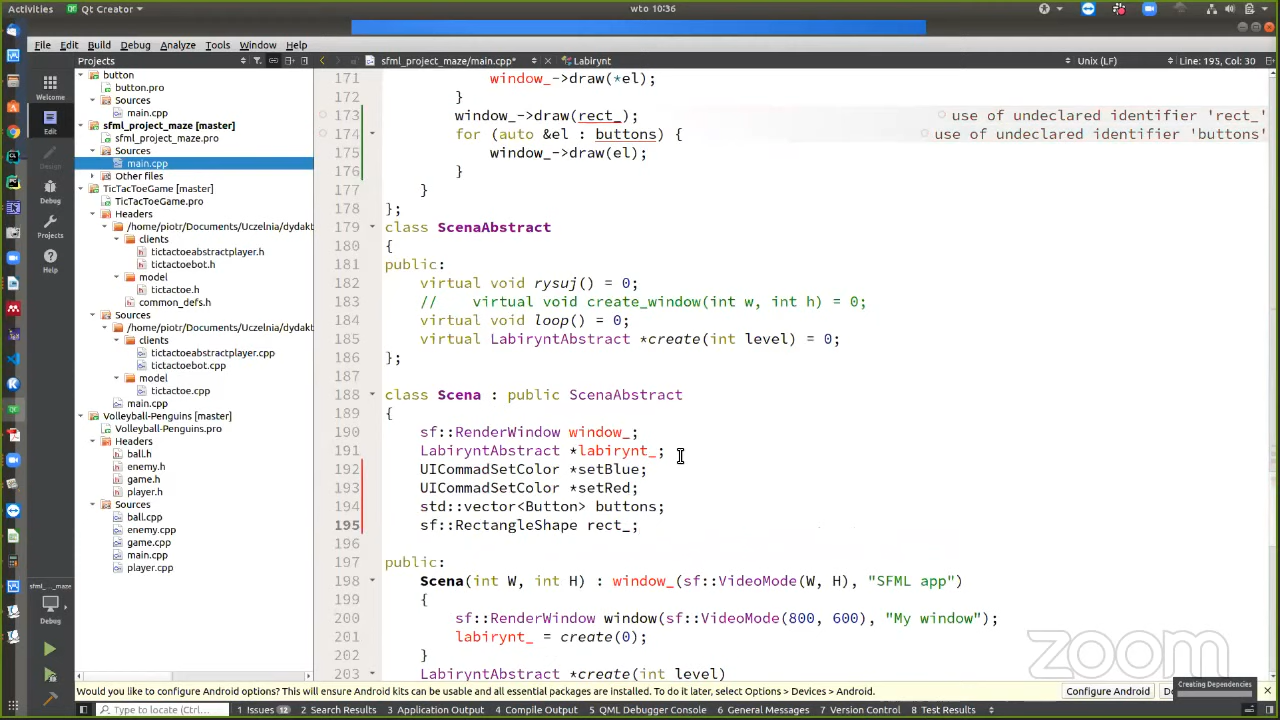 Activities
Qt Creator
wto 10:36
File Edit Build Debug Analyze Tools Window Help
Projects
sfml_project_maze/main.cpp*
Labirynt
Unix (LF)
Line: 195, Col: 30
Welcome
Edit
Design
Debug
Projects
Help
button
button.pro
Sources
main.cpp
sfml_project_maze [master]
sfml_project_maze.pro
Sources
main.cpp
Other files
TicTacToeGame [master]
TicTacToeGame.pro
Headers
/home/piotr/Documents/Uczelnia/dydakt
clients
tictactoeabstractplayer.h
tictactoebot.h
model
tictactoe.h
common_defs.h
Sources
/home/piotr/Documents/Uczelnia/dydakt
clients
tictactoeabstractplayer.cpp
tictactoebot.cpp
model
tictactoe.cpp
main.cpp
Volleyball-Penguins [master]
Volleyball-Penguins.pro
Headers
ball.h
enemy.h
game.h
player.h
Sources
ball.cpp
enemy.cpp
game.cpp
main.cpp
player.cpp
171 window_->draw(*el);
172 }
173 window_->draw(rect_); use of undeclared identifier 'rect_'
174 for (auto &el : buttons) { use of undeclared identifier 'buttons'
175 window_->draw(el);
176 }
177 }
178 };
179 class ScenaAbstract
180 {
181 public:
182 virtual void rysuj() = 0;
183 // virtual void create_window(int w, int h) = 0;
184 virtual void loop() = 0;
185 virtual LabiryntAbstract *create(int level) = 0;
186 };
187
188 class Scena : public ScenaAbstract
189 {
190 sf::RenderWindow window_;
191 LabiryntAbstract *labirynt_;
192 UICommadSetColor *setBlue;
193 UICommadSetColor *setRed;
194 std::vector<Button> buttons;
195 sf::RectangleShape rect_;
196
197 public:
198 Scena(int W, int H) : window_(sf::VideoMode(W, H), "SFML app")
199 {
200 sf::RenderWindow window(sf::VideoMode(800, 600), "My window");
201 labirynt_ = create(0);
202 }
203 LabiryntAbstract *create(int level)
sfml_..._maze
Debug
zoom
Creating Dependencies
Would you like to configure Android options? This will ensure Android kits can be usable and all essential packages are installed. To do it later, select Options > Devices > Android.
Configure Android
Type to locate (Ctrl...
1 Issues 12
2 Search Results
3 Application Output
4 Compile Output
5 QML Debugger Console
6 General Messages
7 Version Control
8 Test Results